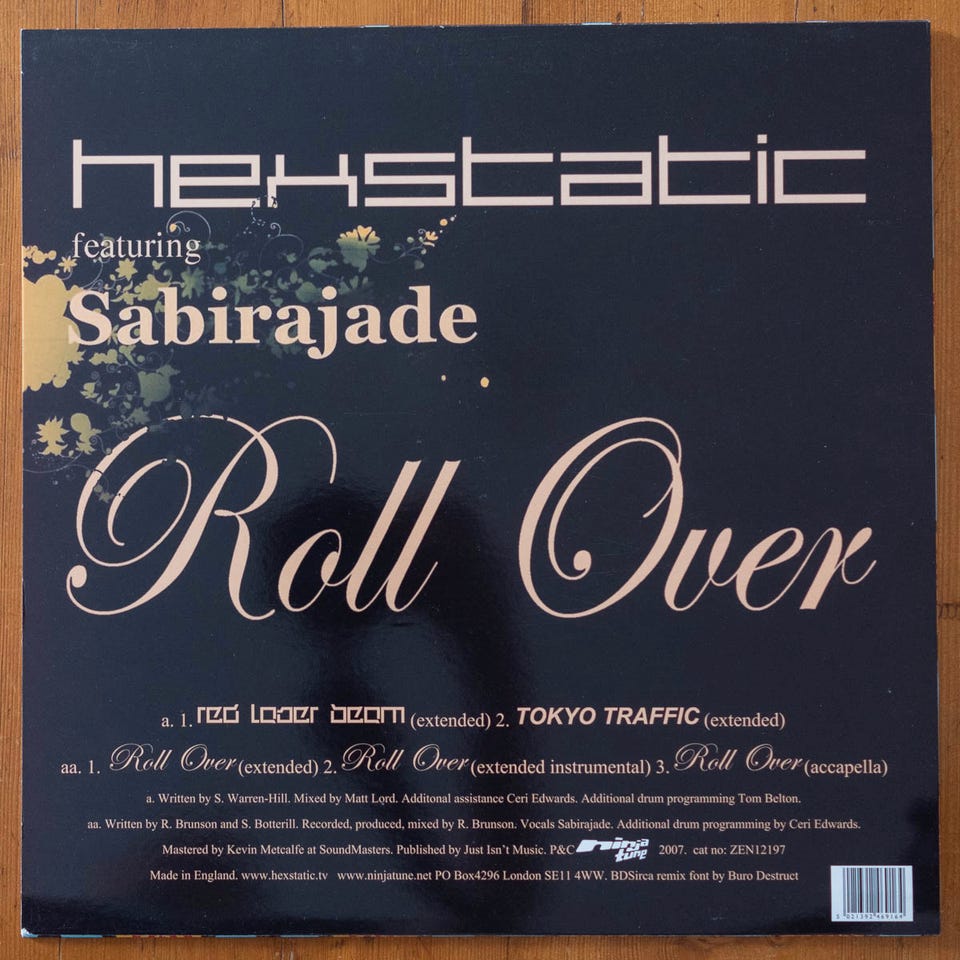 hexstatic
featuring
Sabirajade
Roll Over
a. 1. red laser beam (extended) 2. TOKYO TRAFFIC (extended)
aa. 1. Roll Over (extended) 2. Roll Over (extended instrumental) 3. Roll Over (accapella)
a. Written by S. Warren-Hill. Mixed by Matt Lord. Additonal assistance Ceri Edwards. Additional drum programming Tom Belton.
aa. Written by R. Brunson and S. Botterill. Recorded, produced, mixed by R. Brunson. Vocals Sabirajade. Additional drum programming by Ceri Edwards.
Mastered by Kevin Metcalfe at SoundMasters. Published by Just Isn't Music. P&C ninja tune 2007. cat no: ZEN12197
Made in England. www.hexstatic.tv www.ninjatune.net PO Box4296 London SE11 4WW. BDSirca remix font by Buro Destruct
5 021392 469164